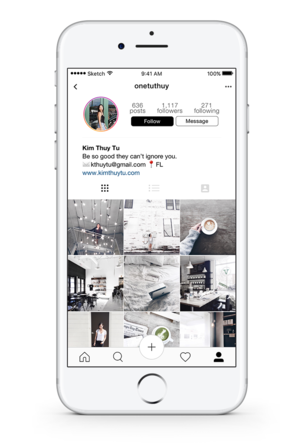 Sketch 9:41 AM 100%
onetuthuy
636 1,117 271
posts followers following
Follow Message
Kim Thuy Tu
Be so good they can't ignore you.
kthuytu@gmail.com FL
www.kimthuytu.com